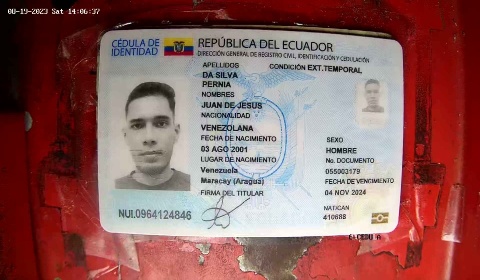 08-19-2023 Sat 14:06:37
CÉDULA DE
IDENTIDAD
REPÚBLICA DEL ECUADOR
DIRECCIÓN GENERAL DE REGISTRO CIVIL, IDENTIFICACIÓN Y CEDULACIÓN
APELLIDOS
CONDICIÓN EXT.TEMPORAL
DA SILVA
PERNIA
NOMBRES
JUAN DE JESUS
NACIONALIDAD
VENEZOLANA
FECHA DE NACIMIENTO
03 AGO 2001
LUGAR DE NACIMIENTO
Venezuela
Maracay (Aragua)
FIRMA DEL TITULAR
SEXO
HOMBRE
No. DOCUMENTO
055003179
FECHA DE VENCIMIENTO
04 NOV 2024
NAT/CAN
410688
NUI.0964124846